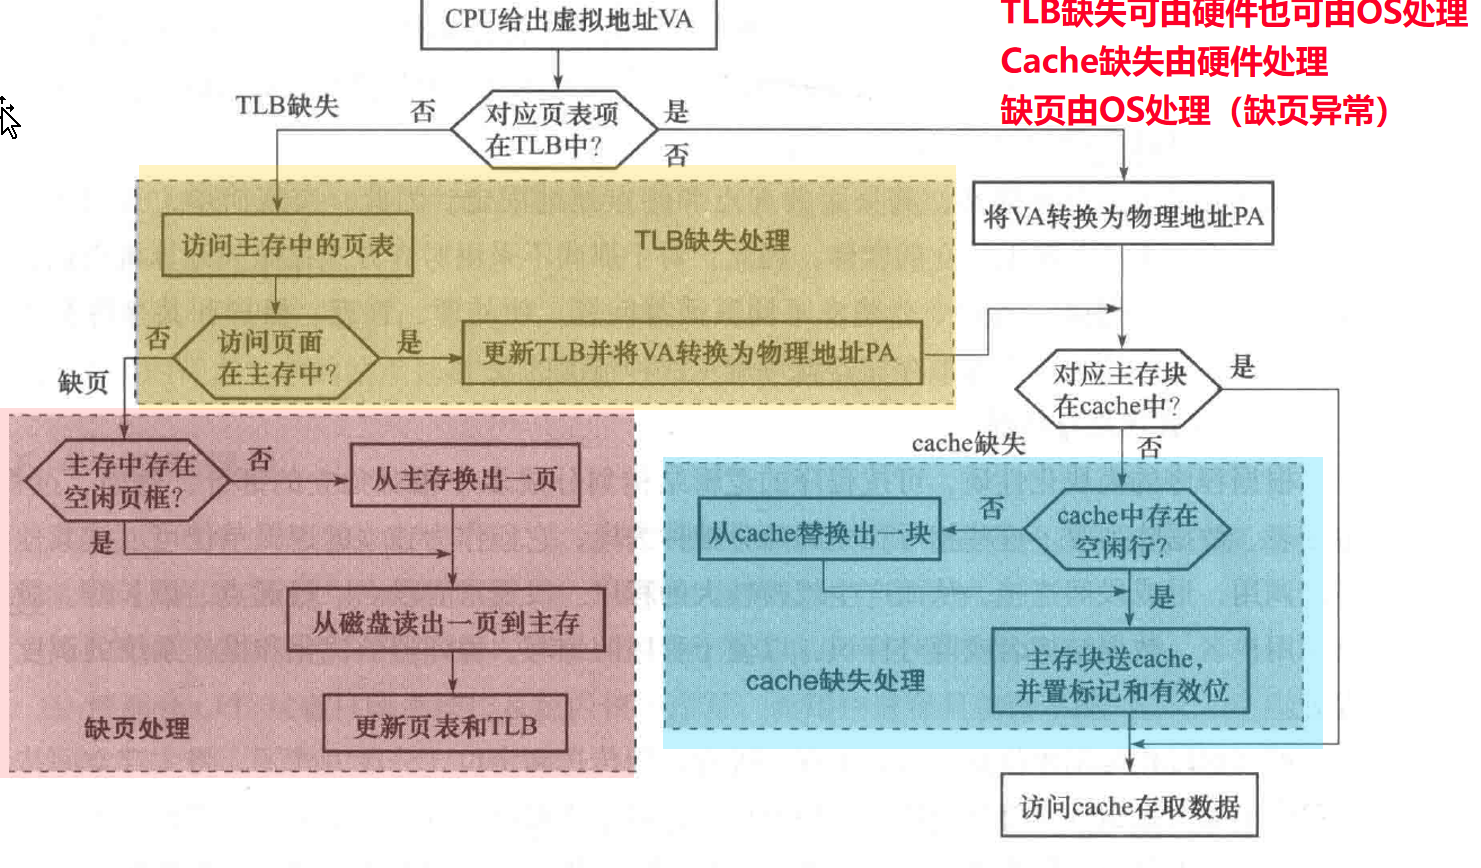 TLB缺失可由硬件也可由OS处理
CPU给出虚拟地址VA
Cache缺失由硬件处理
缺页由OS处理（缺页异常）
TLB缺失
否
对应页表项
在TLB中？
是
否
将VA转换为物理地址PA
访问主存中的页表
TLB缺失处理
否
访问页面
在主存中？
是
更新TLB并将VA转换为物理地址PA
缺页
对应主存块
在cache中？
是
cache缺失
否
主存中存在
空闲页框？
否
从主存换出一页
是
从cache替换出一块
否
cache中存在
空闲行？
是
从磁盘读出一页到主存
主存块送cache，
并置标记和有效位
cache缺失处理
缺页处理
更新页表和TLB
访问cache存取数据